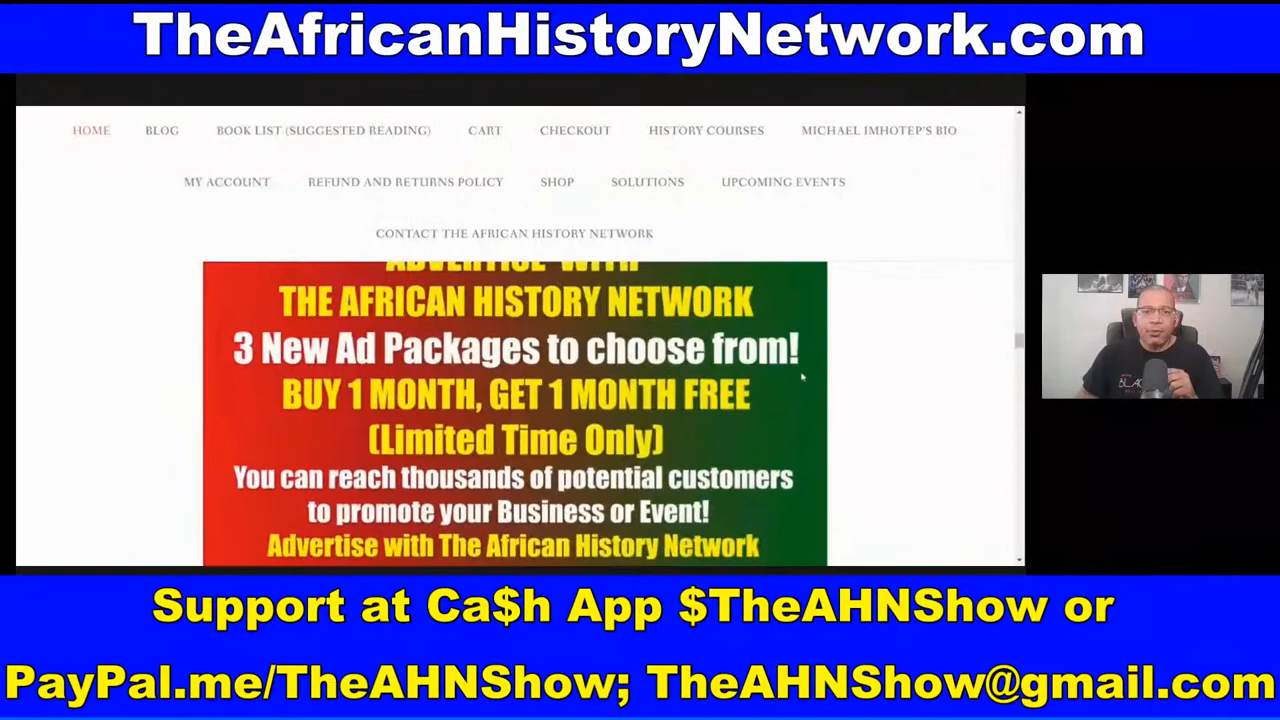 TheAfricanHistoryNetwork.com
HOME BLOG BOOK LIST (SUGGESTED READING) CART CHECKOUT HISTORY COURSES MICHAEL IMHOTEP'S BIO
MY ACCOUNT REFUND AND RETURNS POLICY SHOP SOLUTIONS UPCOMING EVENTS
CONTACT THE AFRICAN HISTORY NETWORK
ADVERTISE WITH
THE AFRICAN HISTORY NETWORK
3 New Ad Packages to choose from!
BUY 1 MONTH, GET 1 MONTH FREE
(Limited Time Only)
You can reach thousands of potential customers
to promote your Business or Event!
Advertise with The African History Network
Support at Ca$h App $TheAHNShow or
PayPal.me/TheAHNShow; TheAHNShow@gmail.com